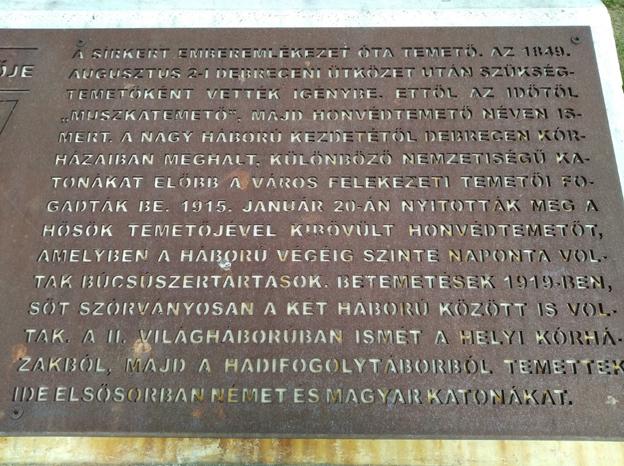 A SÍRKERT EMBEREMLÉKEZET ÓTA TEMETŐ. AZ 1849.
ŐJE
AUGUSZTUS 2-I DEBRECENI ÜTKÖZET UTÁN SZÜKSÉG-
TEMETŐKÉNT VETTÉK IGÉNYBE. ETTŐL AZ IDŐTŐL
„MUSZKATEMETŐ", MAJD HONVÉDTEMETŐ NÉVEN IS-
MERT. A NAGY HÁBORÚ KEZDETÉTŐL DEBRECEN KÓR-
HÁZAIBAN MEGHALT, KÜLÖNBÖZŐ NEMZETISÉGŰ KA-
TONÁKAT ELŐBB A VÁROS FELEKEZETI TEMETŐI FO-
GADTÁK BE. 1915. JANUÁR 20-ÁN NYITOTTÁK MEG A
HŐSÖK TEMETŐJÉVEL KIBŐVÜLT HONVÉDTEMETŐT,
AMELYBEN A HÁBORÚ VÉGÉIG SZINTE NAPONTA VOL-
TAK BÚCSÚSZERTARTÁSOK. BETEMETÉSEK 1919-BEN,
SŐT SZÓRVÁNYOSAN A KÉT HÁBORÚ KÖZÖTT IS VOL-
TAK. A II. VILÁGHÁBORÚBAN ISMÉT A HELYI KÓRHÁ-
ZAKBÓL, MAJD A HADIFOGOLYTÁBORBÓL TEMETTEK
IDE ELSŐSORBAN NÉMET ÉS MAGYAR KATONÁKAT.